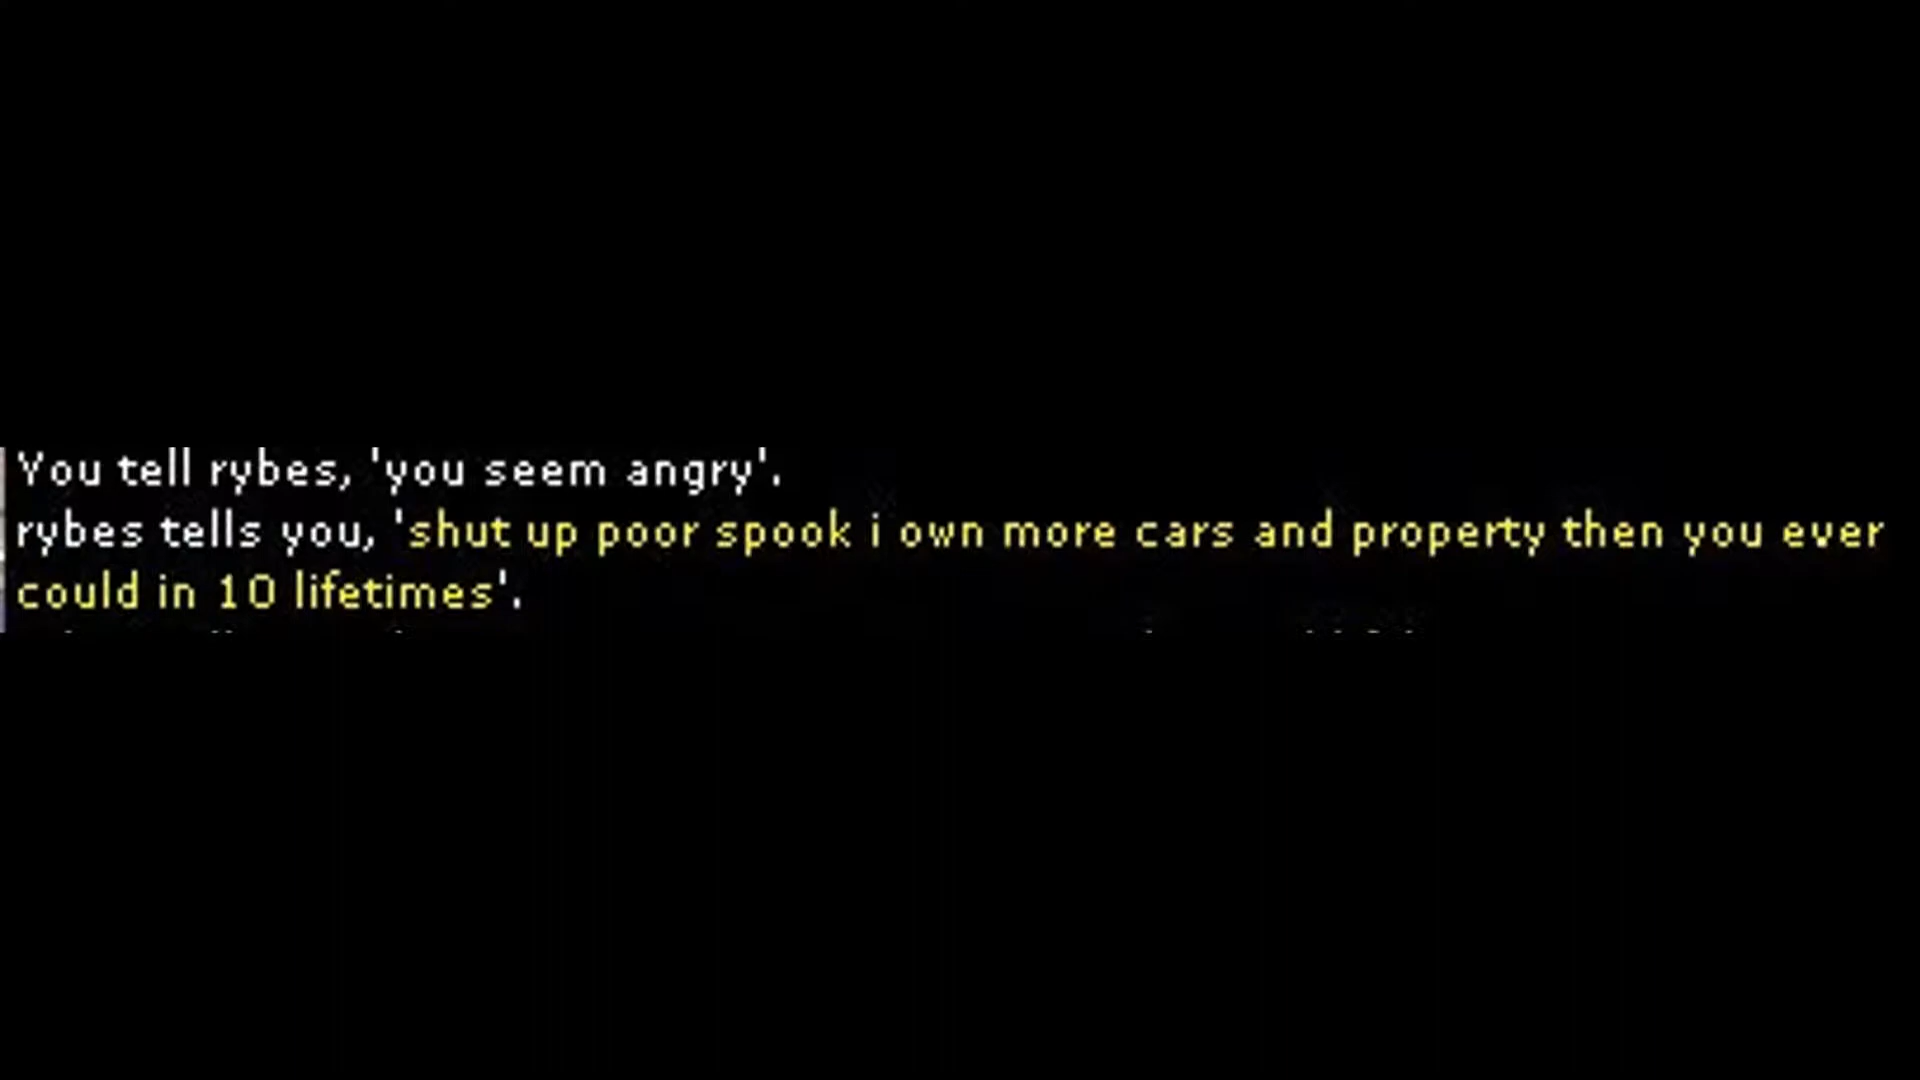 You tell rybes, 'you seem angry'.
rybes tells you, 'shut up poor spook i own more cars and property then you ever
could in 10 lifetimes'.